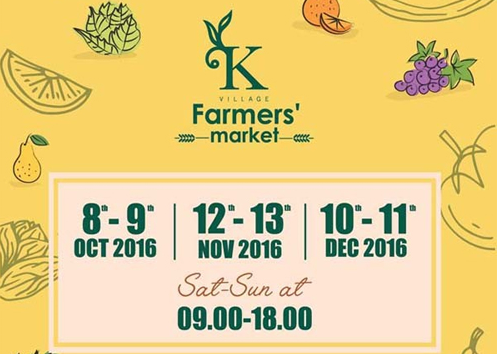 K
VILLAGE
Farmers'
market
8th - 9th
OCT 2016
12th - 13th
NOV 2016
10th - 11th
DEC 2016
Sat-Sun at
09.00-18.00